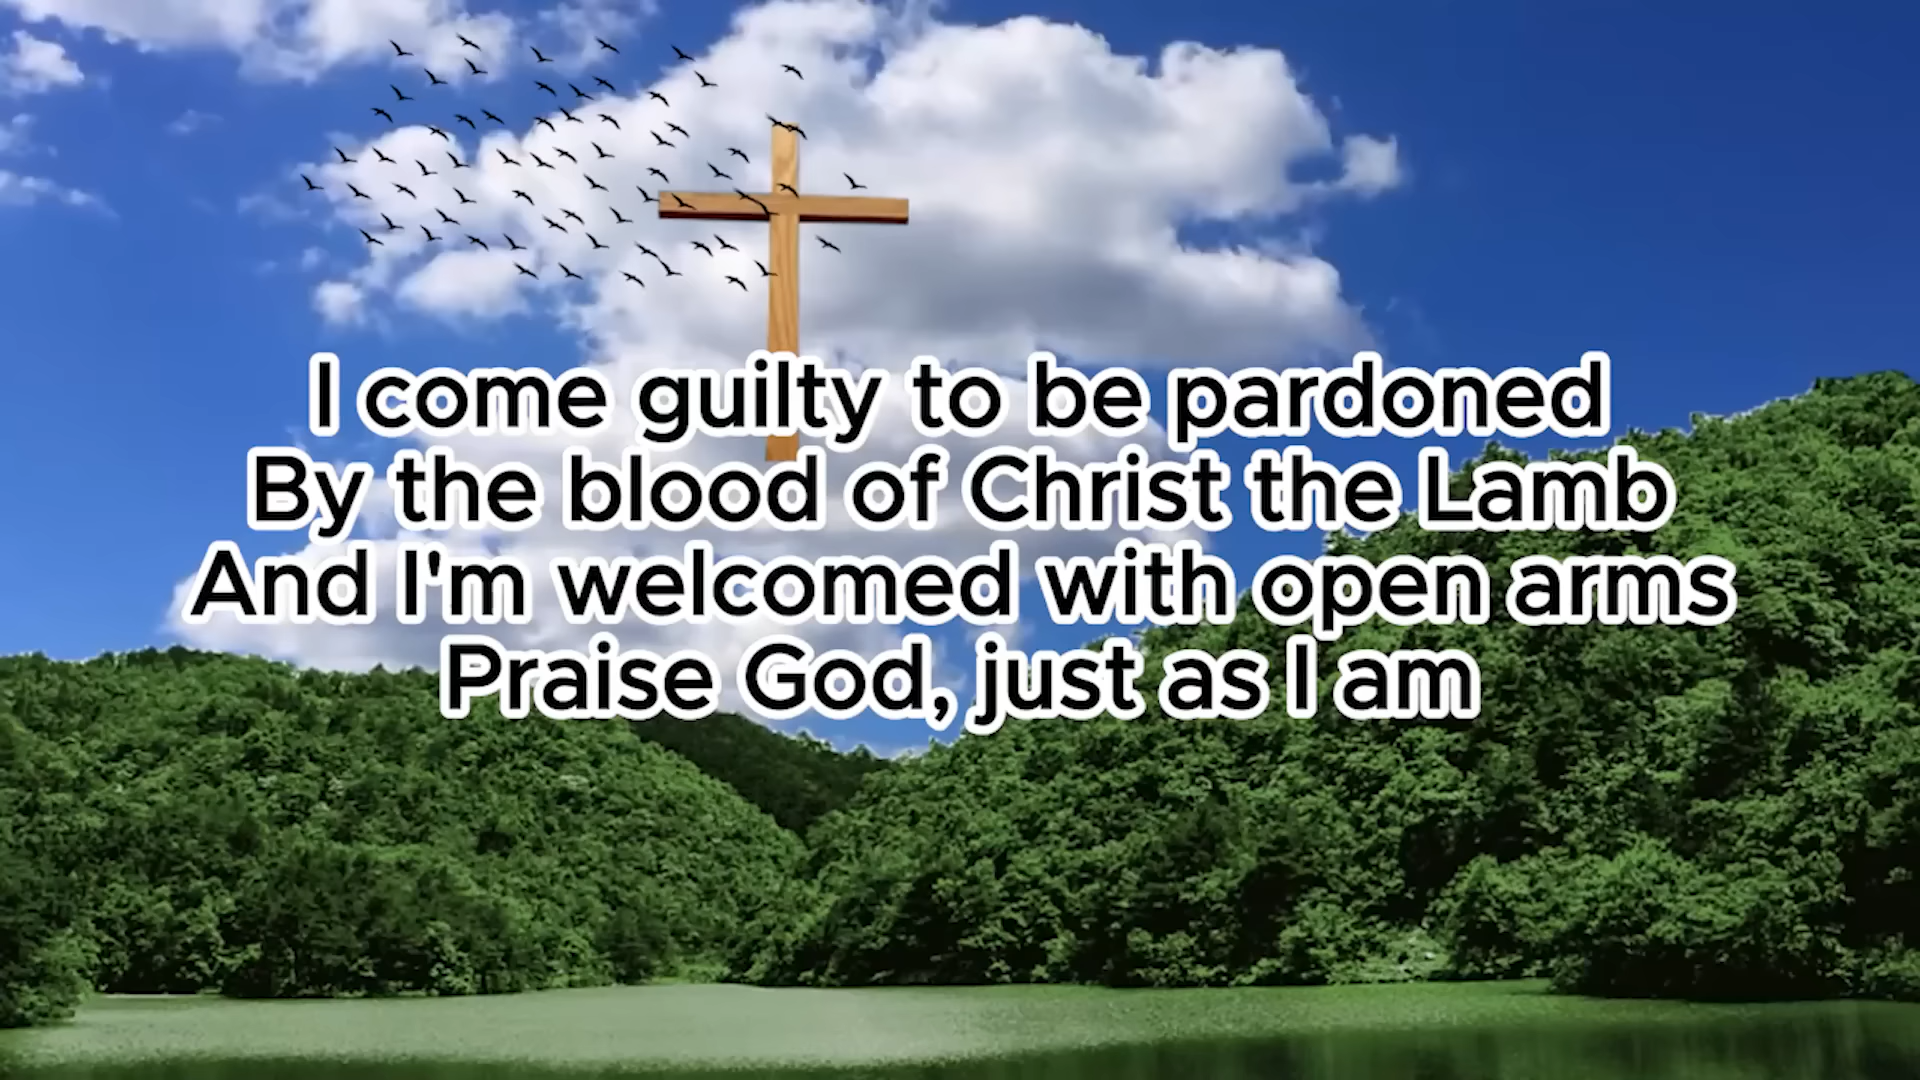 I come guilty to be pardoned
By the blood of Christ the Lamb
And I'm welcomed with open arms
Praise God, just as I am